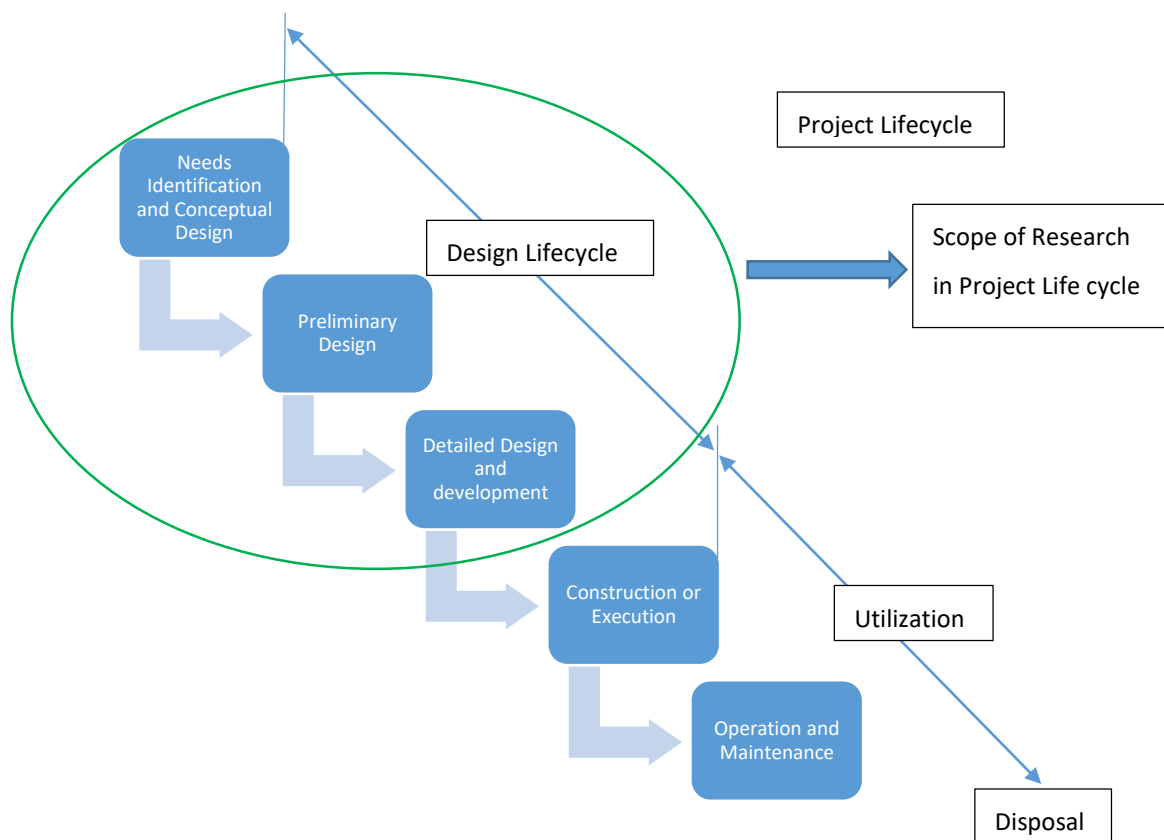 Project Lifecycle
Needs
Identification
and Conceptual
Design
Design Lifecycle
Scope of Research
in Project Life cycle
Preliminary
Design
Detailed Design
and
development
Construction or
Execution
Utilization
Operation and
Maintenance
Disposal